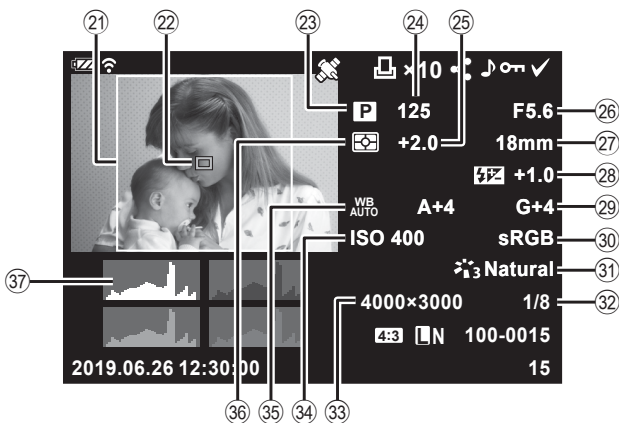 ㉑ ㉒ ㉓ ㉔ ㉕
×10
P 125 F5.6 ㉖
+2.0 18mm ㉗
+1.0 ㉘
WB AUTO A+4 G+4 ㉙
ISO 400 sRGB ㉚
3 Natural ㉛
㊲
4000×3000 1/8 ㉜
4:3 L N 100-0015
2019.06.26 12:30:00 15
㊱ ㉟ ㉞ ㉝